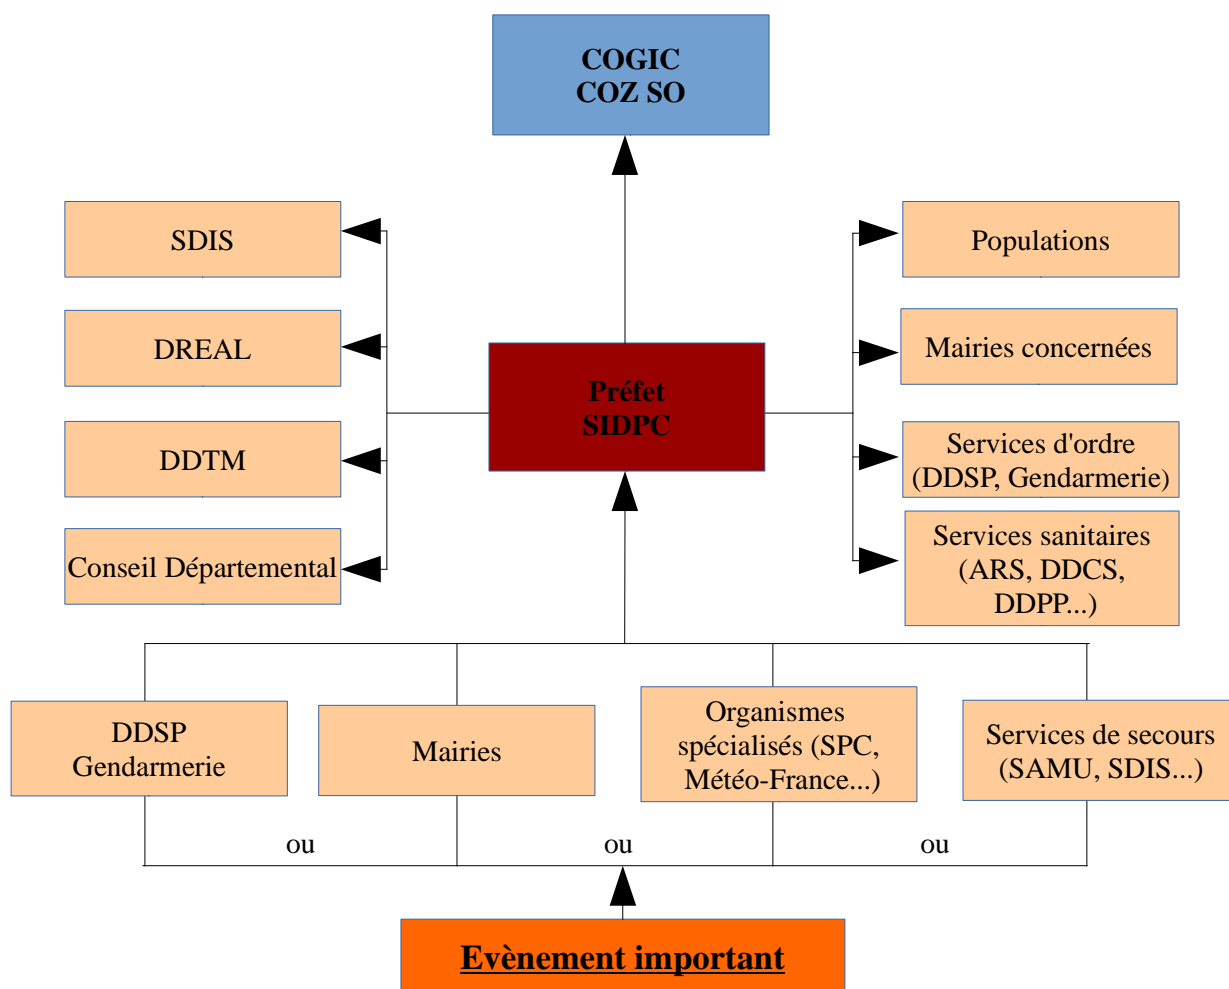 COGIC
COZ SO
SDIS
Populations
DREAL
Mairies concernées
Préfet
SIDPC
DDTM
Services d'ordre
(DDSP, Gendarmerie)
Conseil Départemental
Services sanitaires
(ARS, DDCS,
DDPP...)
DDSP
Gendarmerie
Mairies
Organismes
spécialisés (SPC,
Météo-France...)
Services de secours
(SAMU, SDIS...)
ou
ou
ou
Evènement important